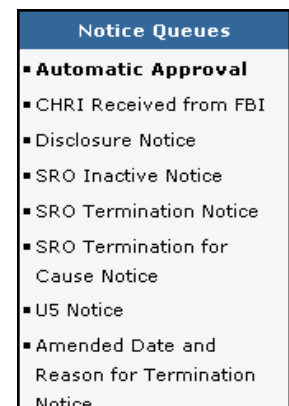 Notice Queues
Automatic Approval
CHRI Received from FBI
Disclosure Notice
SRO Inactive Notice
SRO Termination Notice
SRO Termination for
Cause Notice
U5 Notice
Amended Date and
Reason for Termination
Notice